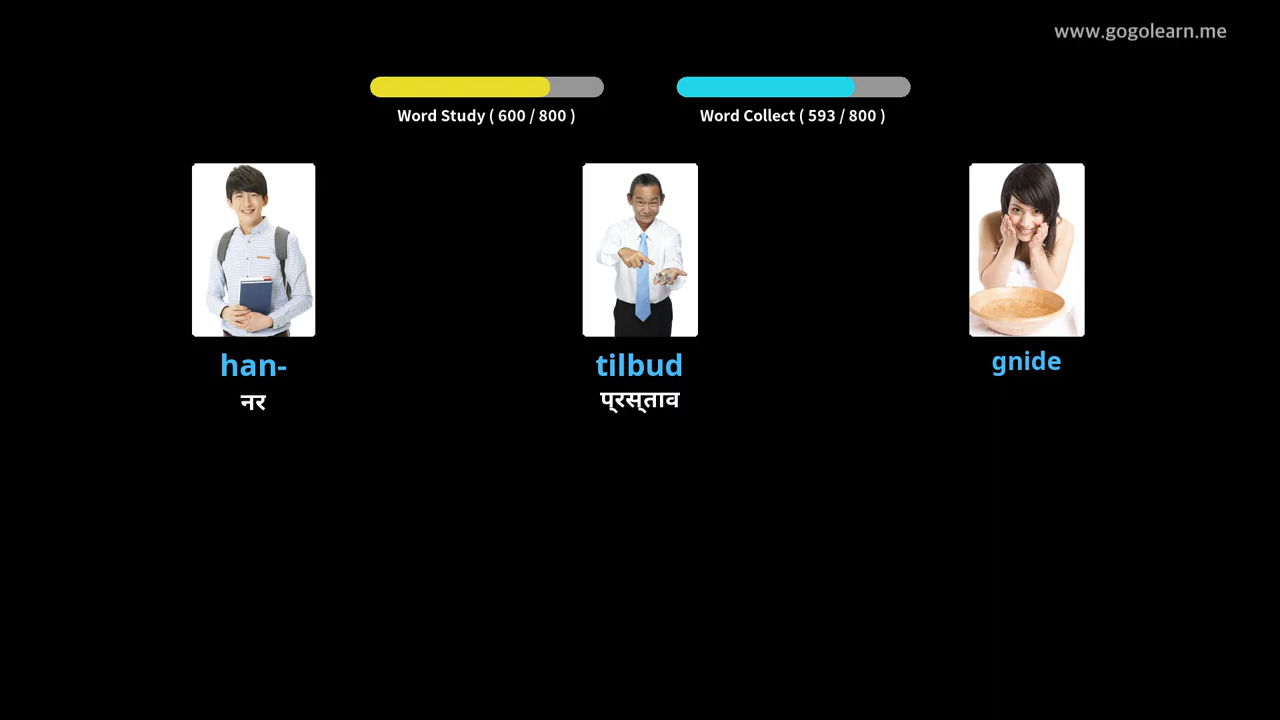 www.gogolearn.me
Word Study ( 600 / 800 )
Word Collect ( 593 / 800 )
han-
नर
tilbud
प्रस्ताव
gnide